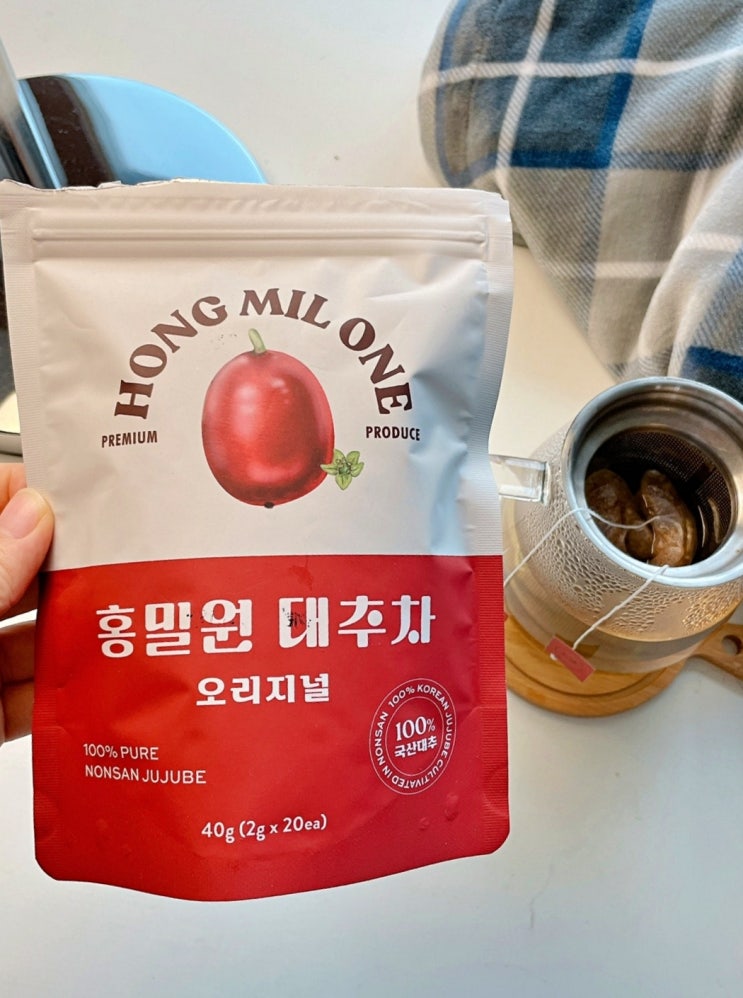 HONG MIL ONE
PREMIUM
PRODUCE
홍밀원 대추차
오리지널
100% PURE
NONSAN JUJUBE
100% KOREAN JUJUBE CULTIVATED IN NONSAN
100%
국산대추
40g (2g x 20ea)